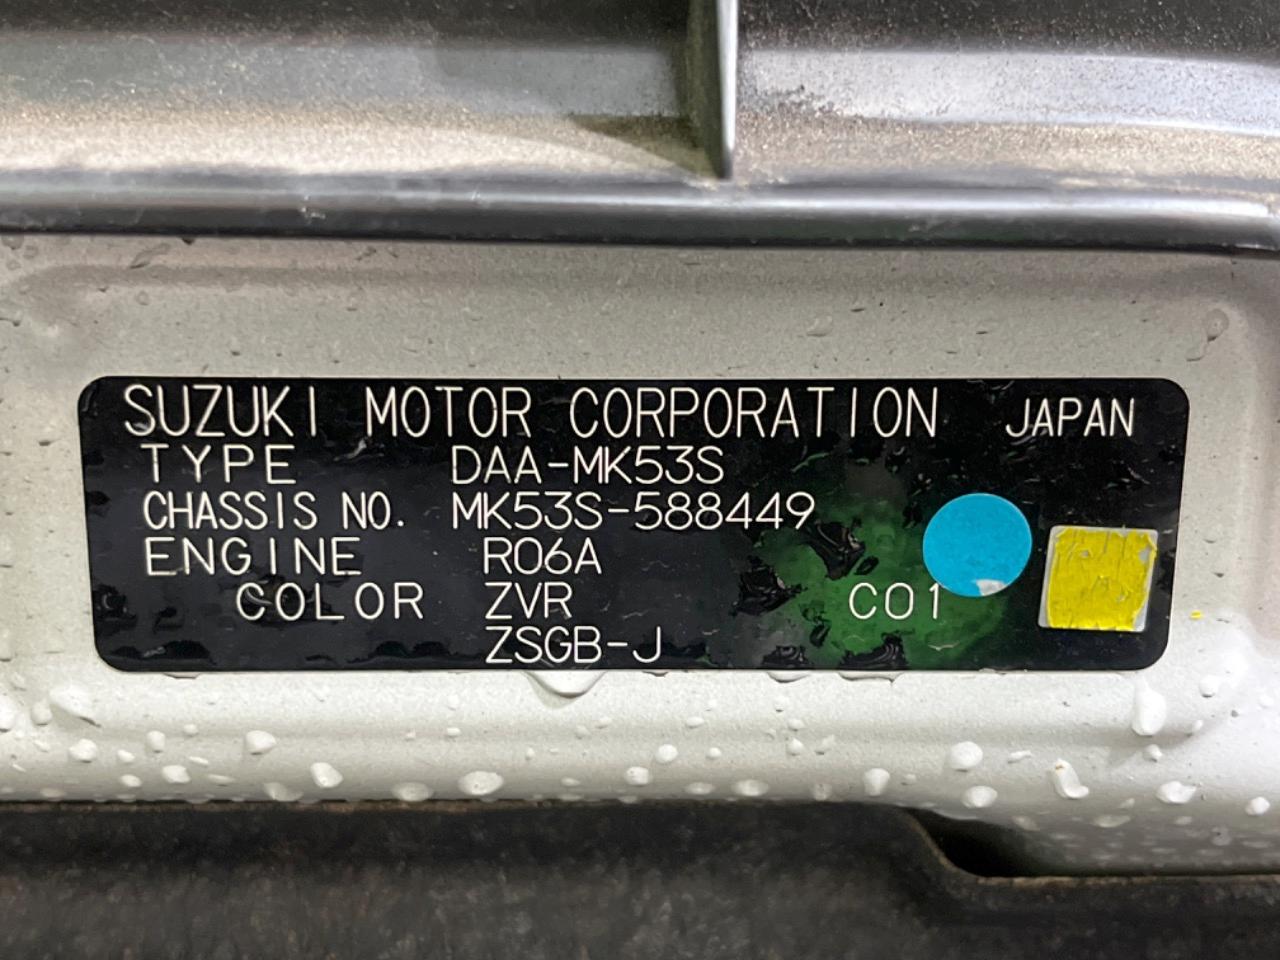 SUZUKI MOTOR CORPORATION JAPAN
TYPE DAA-MK53S
CHASSIS NO. MK53S-588449
ENGINE R06A
COLOR ZVR C01
ZSGB-J